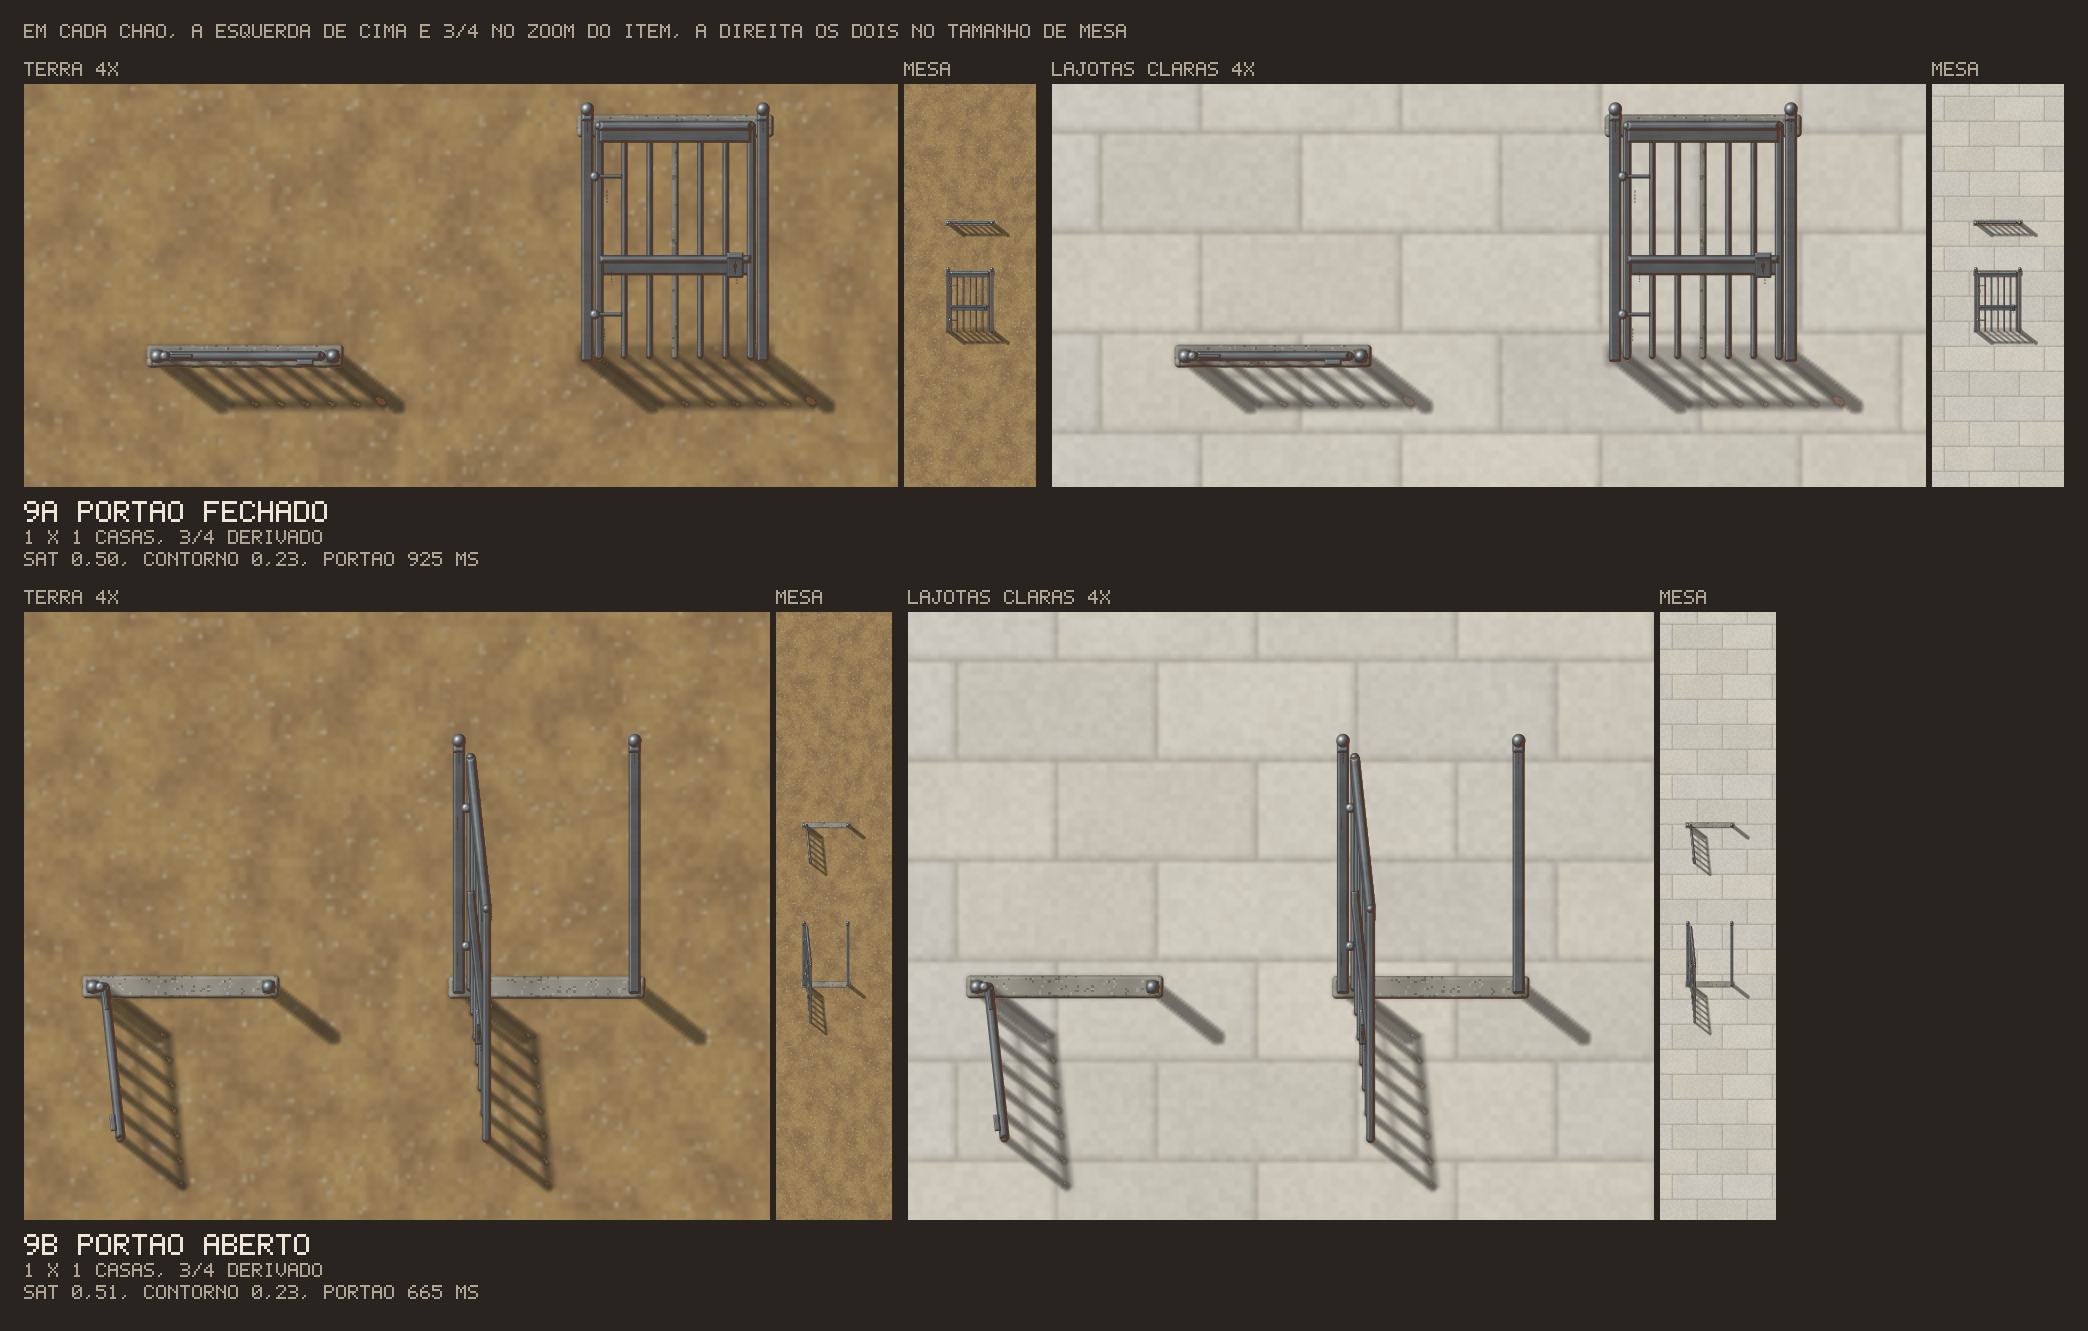 EM CADA CHAO, A ESQUERDA DE CIMA E 3/4 NO ZOOM DO ITEM, A DIREITA OS DOIS NO TAMANHO DE MESA
TERRA 4X
MESA
LAJOTAS CLARAS 4X
MESA
9A PORTAO FECHADO
1 X 1 CASAS, 3/4 DERIVADO
SAT 0,50, CONTORNO 0,23, PORTAO 925 MS
TERRA 4X
MESA
LAJOTAS CLARAS 4X
MESA
9B PORTAO ABERTO
1 X 1 CASAS, 3/4 DERIVADO
SAT 0,51, CONTORNO 0,23, PORTAO 665 MS